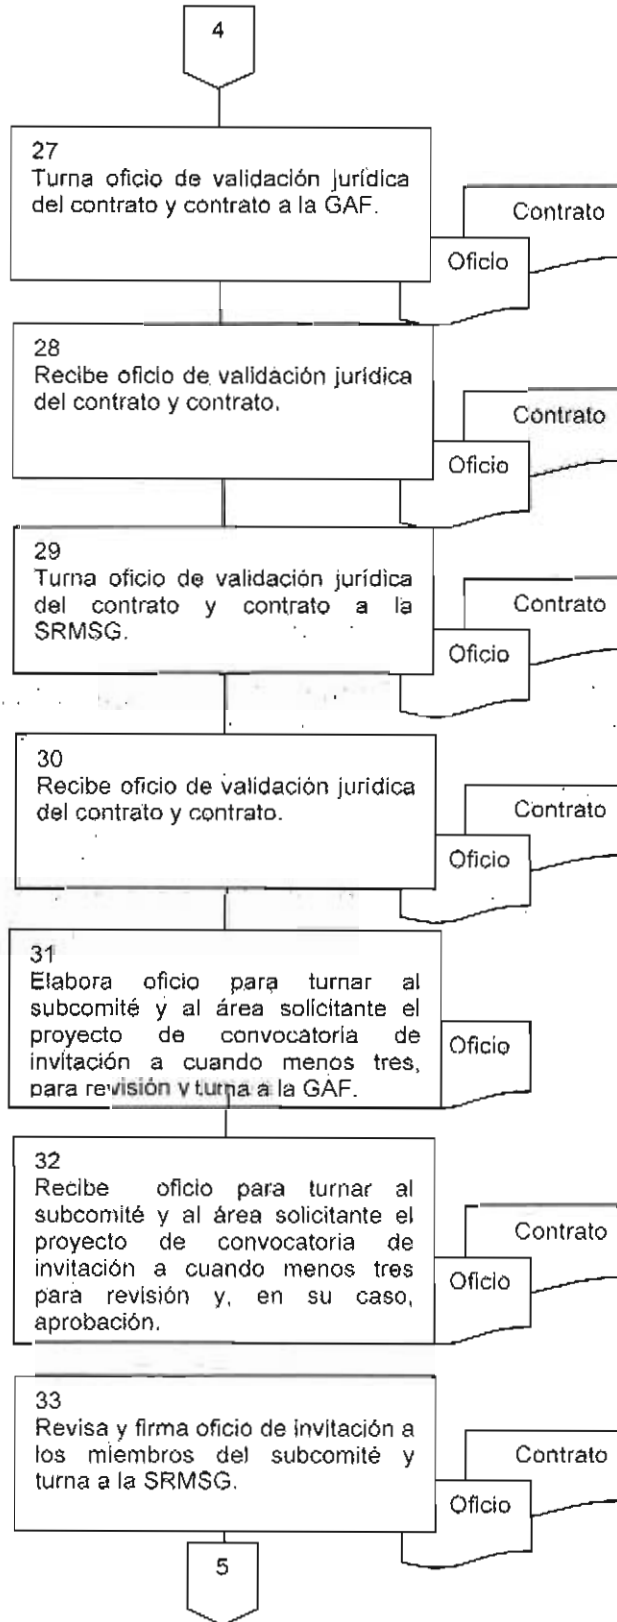 4
27
Turna oficio de validación jurídica
del contrato y contrato a la GAF.
Contrato
Oficio
28
Recibe oficio de validación jurídica
del contrato y contrato.
Contrato
Oficio
29
Turna oficio de validación jurídica
del contrato y contrato a la
SRMSG.
Contrato
Oficio
30
Recibe oficio de validación jurídica
del contrato y contrato.
Contrato
Oficio
31
Elabora oficio para turnar al
subcomité y al área solicitante el
proyecto de convocatoria de
invitación a cuando menos tres,
para revisión y turna a la GAF.
Oficio
32
Recibe oficio para turnar al
subcomité y al área solicitante el
proyecto de convocatoria de
invitación a cuando menos tres
para revisión y, en su caso,
aprobación.
Contrato
Oficio
33
Revisa y firma oficio de invitación a
los miembros del subcomité y
turna a la SRMSG.
Contrato
Oficio
5